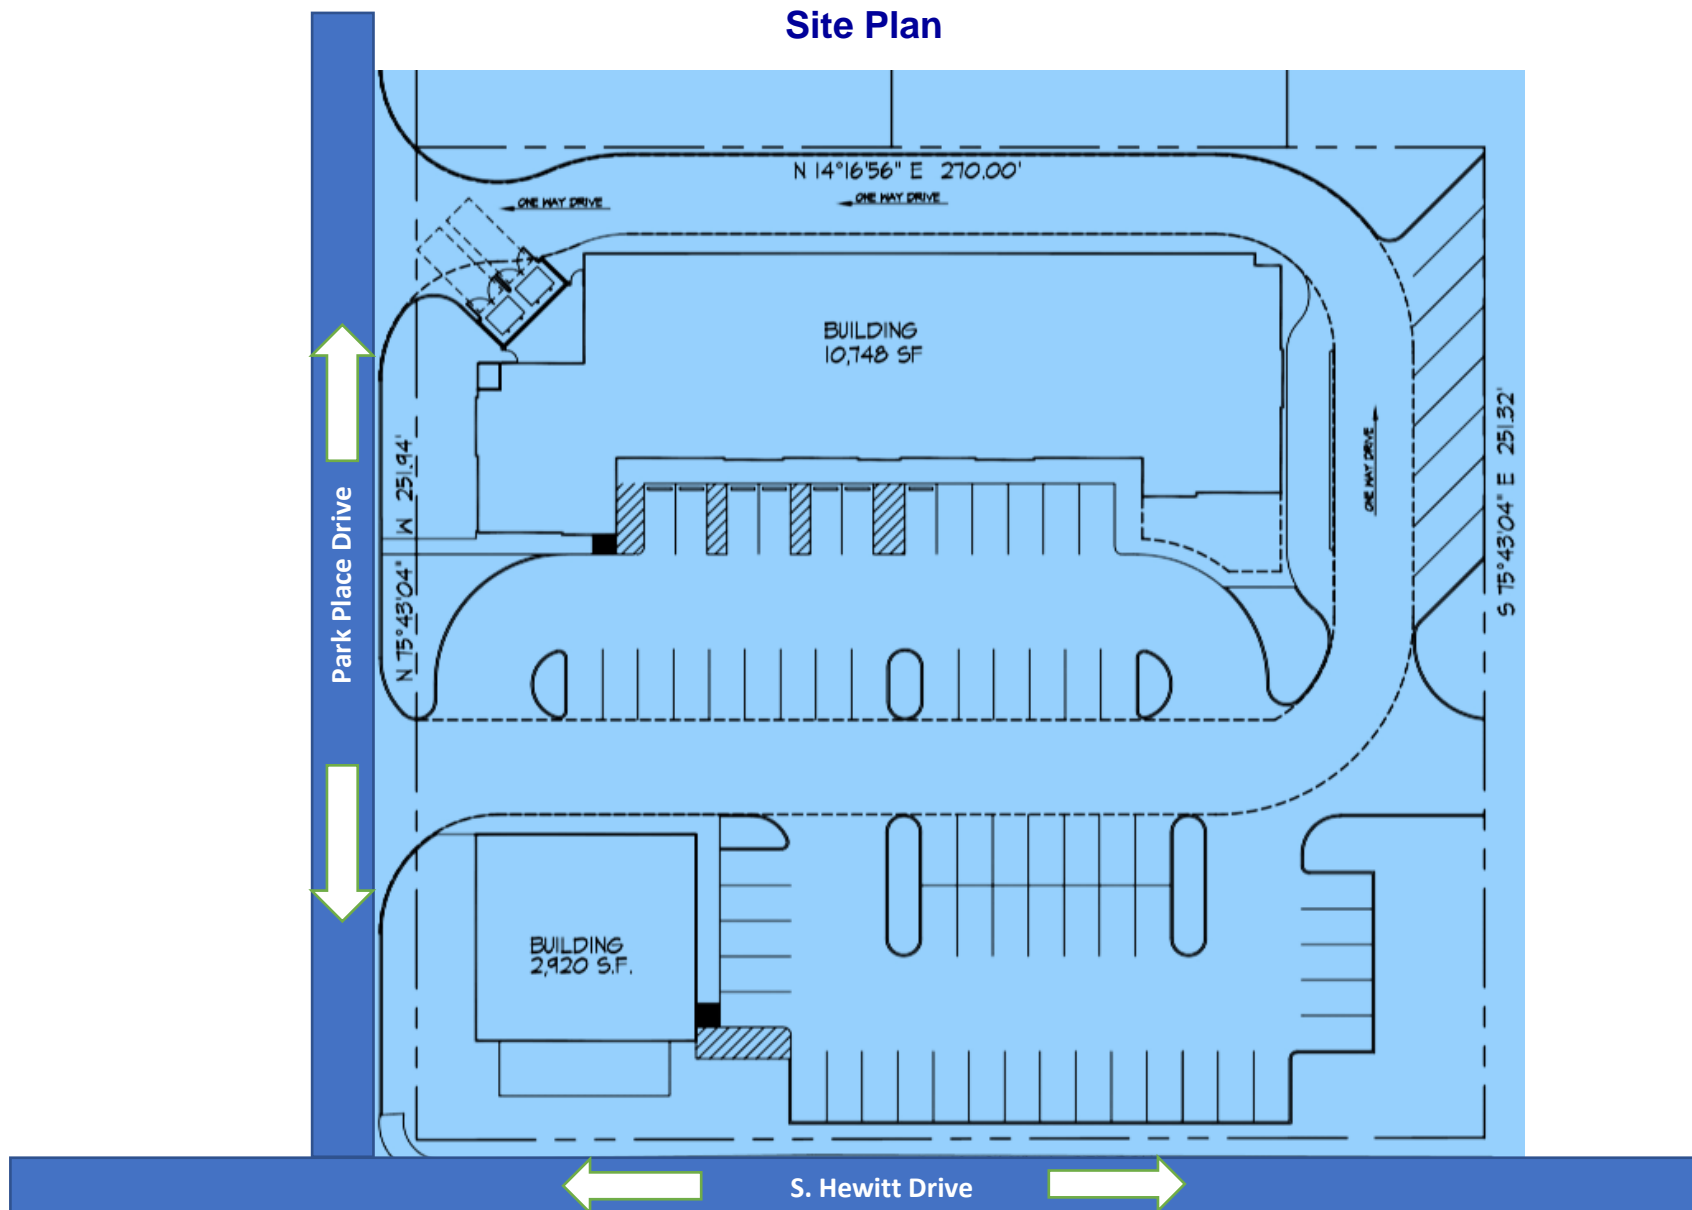 Site Plan
N 14°16'56" E 270.00'
ONE WAY DRIVE
ONE WAY DRIVE
BUILDING
10,748 SF
ONE WAY DRIVE
S 75°43'04" E 251.32'
N 75°43'04" W 251.94'
Park Place Drive
BUILDING
2,920 S.F.
S. Hewitt Drive